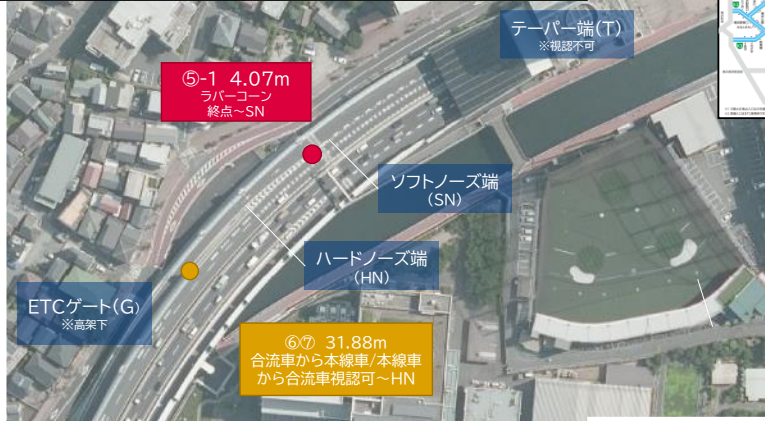 テーパー端(T)
※視認不可
⑤-1 4.07m
ラバーコーン
終点～SN
ソフトノーズ端
(SN)
ハードノーズ端
(HN)
ETCゲート(G)
※高架下
⑥⑦ 31.88m
合流車から本線車/本線車
から合流車視認可～HN